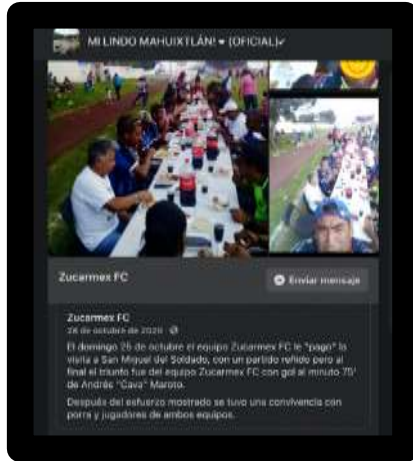 MI LINDO MAHUIXTLÁN! ♥ (OFICIAL)✓
Zucarmex FC
Enviar mensaje
Zucarmex FC
26 de octubre de 2020
El domingo 25 de octubre el equipo Zucarmex FC le "pago" la
visita a San Miguel del Soldado, con un partido reñido pero al
final el triunfo fue del equipo Zucarmex FC con gol al minuto 75'
de Andrés "Cava" Maroto.
Después del esfuerzo mostrado se tuvo una convivencia con
porra y jugadores de ambos equipos.